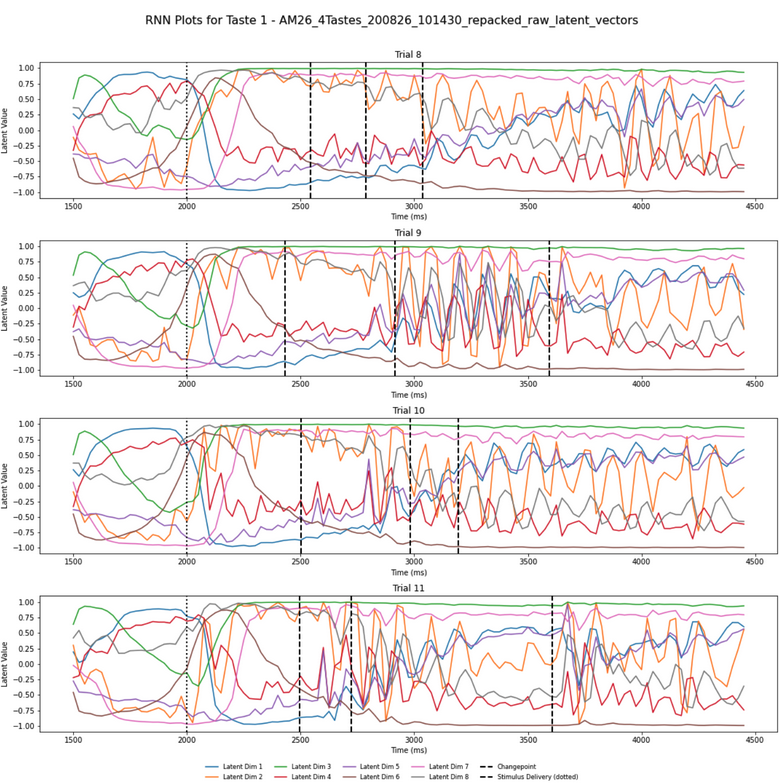 RNN Plots for Taste 1 - AM26_4Tastes_200826_101430_repacked_raw_latent_vectors
Trial 8
1.00
0.75
0.50
0.25
0.00
−0.25
−0.50
−0.75
−1.00
Latent Value
1500 2000 2500 3000 3500 4000 4500
Time (ms)
Trial 9
1.00
0.75
0.50
0.25
0.00
−0.25
−0.50
−0.75
−1.00
Latent Value
1500 2000 2500 3000 3500 4000 4500
Time (ms)
Trial 10
1.00
0.75
0.50
0.25
0.00
−0.25
−0.50
−0.75
−1.00
Latent Value
1500 2000 2500 3000 3500 4000 4500
Time (ms)
Trial 11
1.00
0.75
0.50
0.25
0.00
−0.25
−0.50
−0.75
−1.00
Latent Value
1500 2000 2500 3000 3500 4000 4500
Time (ms)
Latent Dim 1 Latent Dim 3 Latent Dim 5 Latent Dim 7 Changepoint
Latent Dim 2 Latent Dim 4 Latent Dim 6 Latent Dim 8 Stimulus Delivery (dotted)